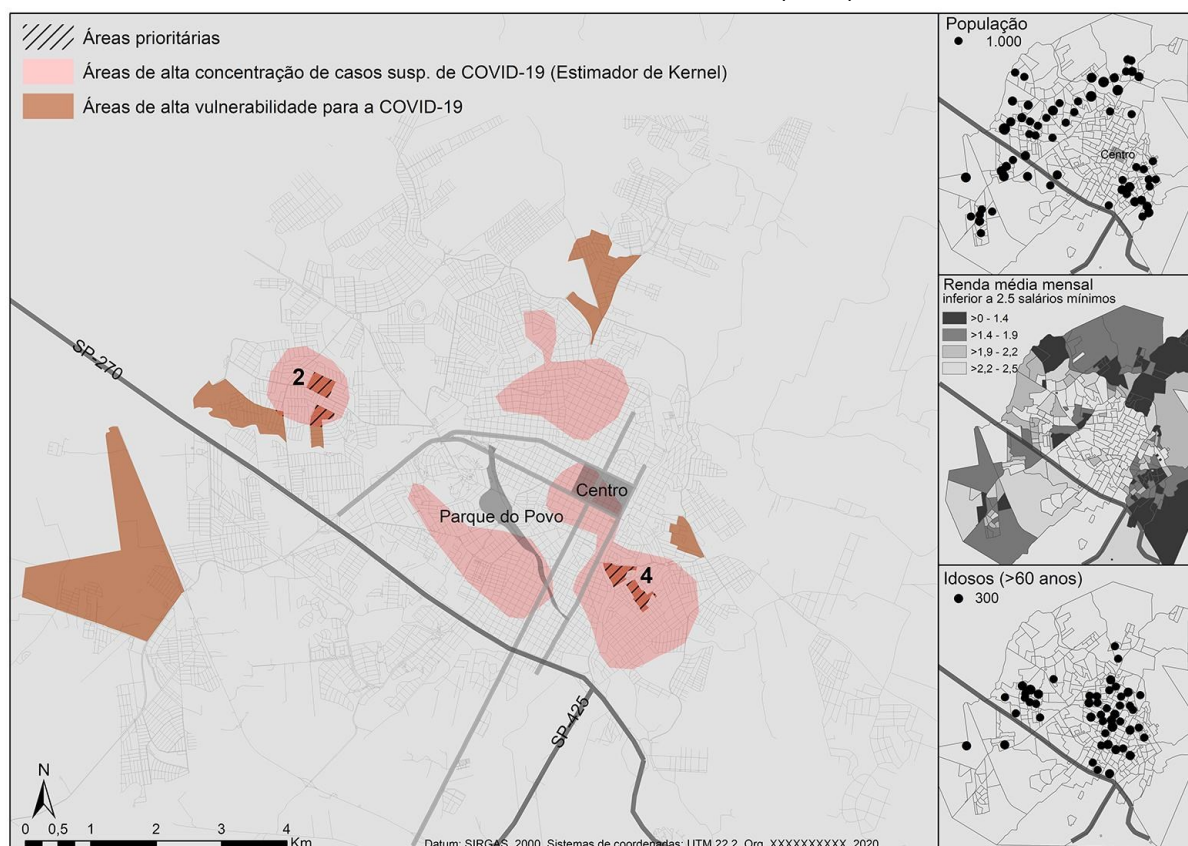 Áreas prioritárias
Áreas de alta concentração de casos susp. de COVID-19 (Estimador de Kernel)
Áreas de alta vulnerabilidade para a COVID-19
SP-270
2
Centro
Parque do Povo
4
SP-425
N
0 0,5 1 2 3 4
Km
Datum: SIRGAS, 2000. Sistemas de coordenadas: UTM 22.2. Org. XXXXXXXXXX, 2020.
População
1.000
Centro
Renda média mensal
inferior a 2.5 salários mínimos
>0 - 1.4
>1.4 - 1.9
>1,9 - 2,2
>2,2 - 2,5
Idosos (>60 anos)
300